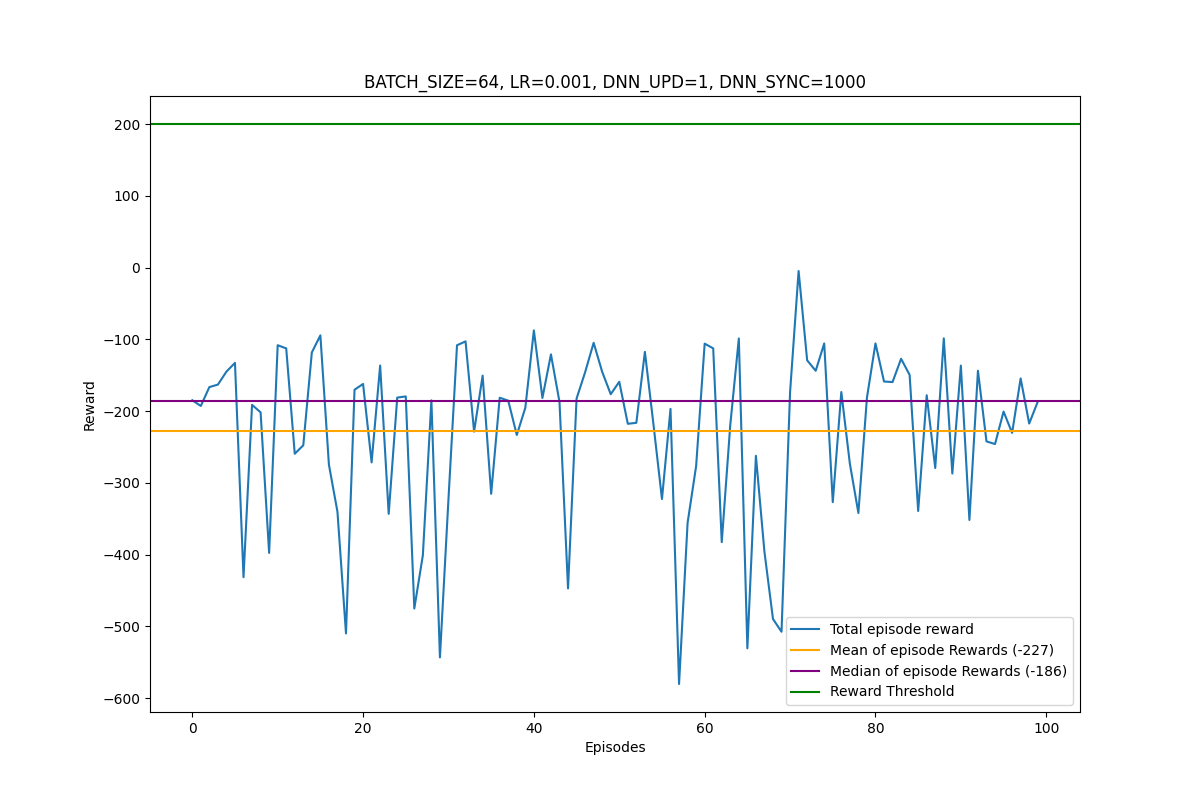 BATCH_SIZE=64, LR=0.001, DNN_UPD=1, DNN_SYNC=1000
200
100
0
−100
−200
−300
−400
−500
−600
Reward
Total episode reward
Mean of episode Rewards (-227)
Median of episode Rewards (-186)
Reward Threshold
0 20 40 60 80 100
Episodes